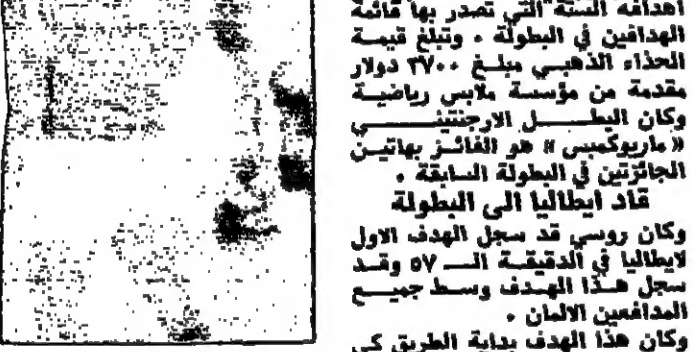 أهدافه الستة التي تصدر بها قائمة
الهدافين في البطولة . وتبلغ قيمة
الحذاء الذهبي مبلغ ٢٧٠٠ دولار
مقدمة من مؤسسة ملابس رياضية
وكان البطل الارجنتيني
« ماريوكمبس » هو الفائز بهاتين
الجائزتين في البطولة السابقة .
قاد ايطاليا الى البطولة
وكان روسي قد سجل الهدف الاول
لايطاليا في الدقيقة الـ ٥٧ وقد
سجل هذا الهدف وسط جميع
المدافعين الالمان .
وكان هذا الهدف بداية الطريق كي